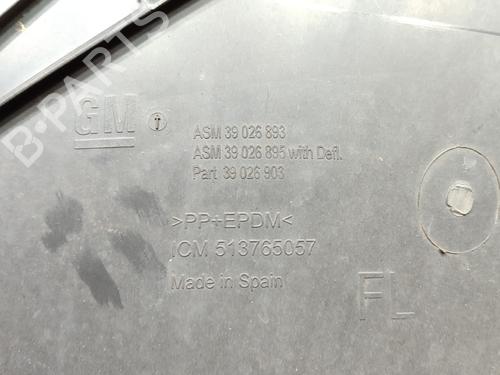 B-PARTS
GM
ASM 39 026 893
ASM 39 026 895 with Defl.
Part 39 026 903
>PP+EPDM<
ICM 513765057
Made in Spain
FL